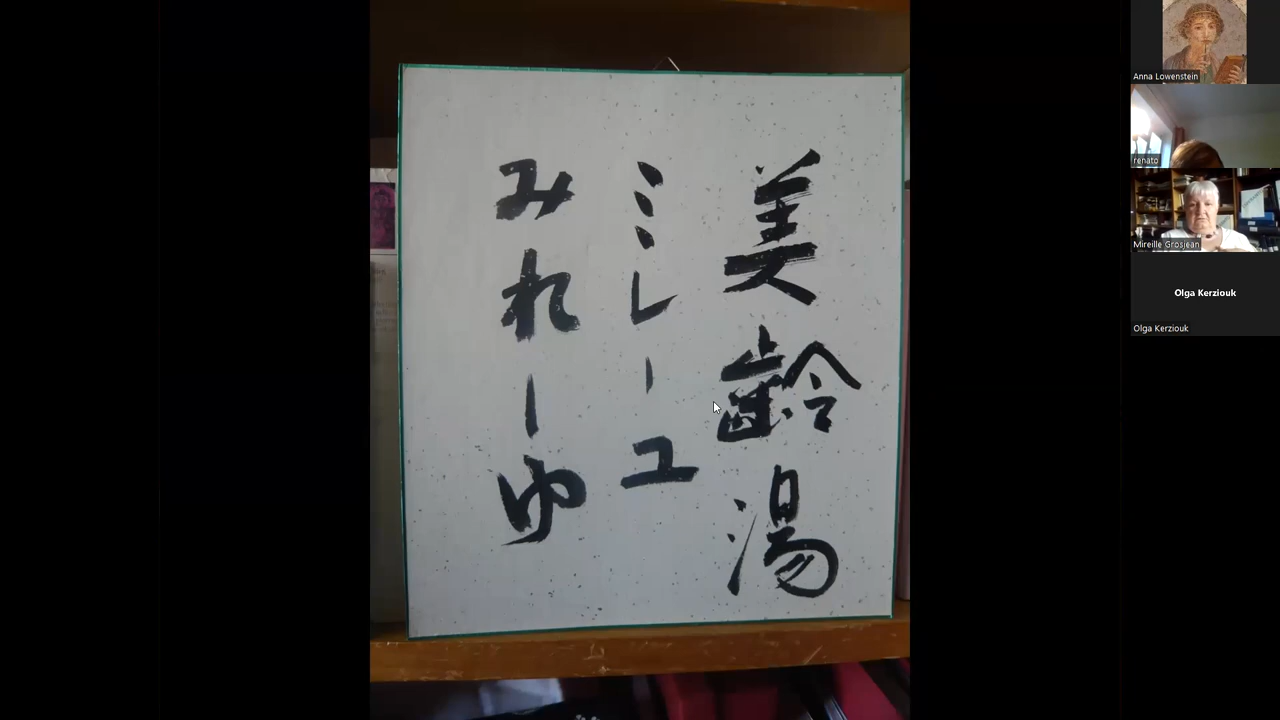 美齢湯
ミレーユ
みれーゆ
Anna Lowenstein
renato
Mireille Grosjean
Olga Kerziouk
Olga Kerziouk